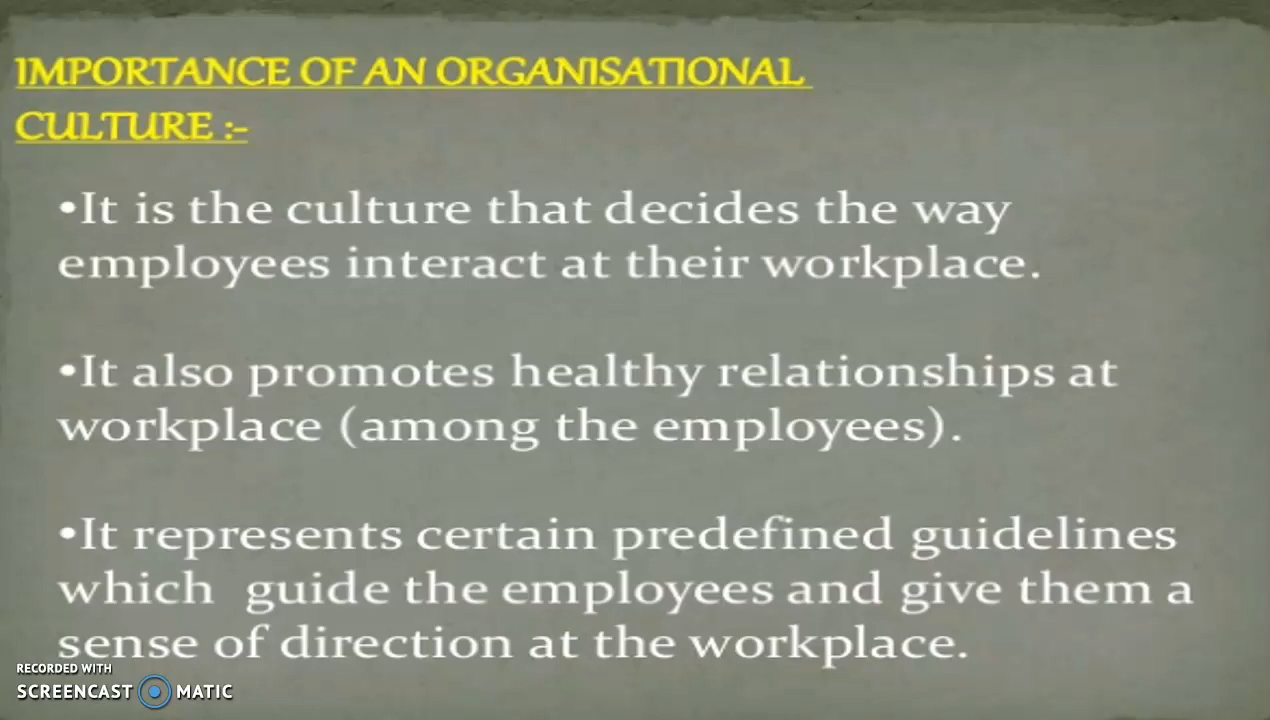 IMPORTANCE OF AN ORGANISATIONAL
CULTURE :-
•It is the culture that decides the way
employees interact at their workplace.
•It also promotes healthy relationships at
workplace (among the employees).
•It represents certain predefined guidelines
which  guide the employees and give them a
sense of direction at the workplace.
RECORDED WITH
SCREENCAST MATIC